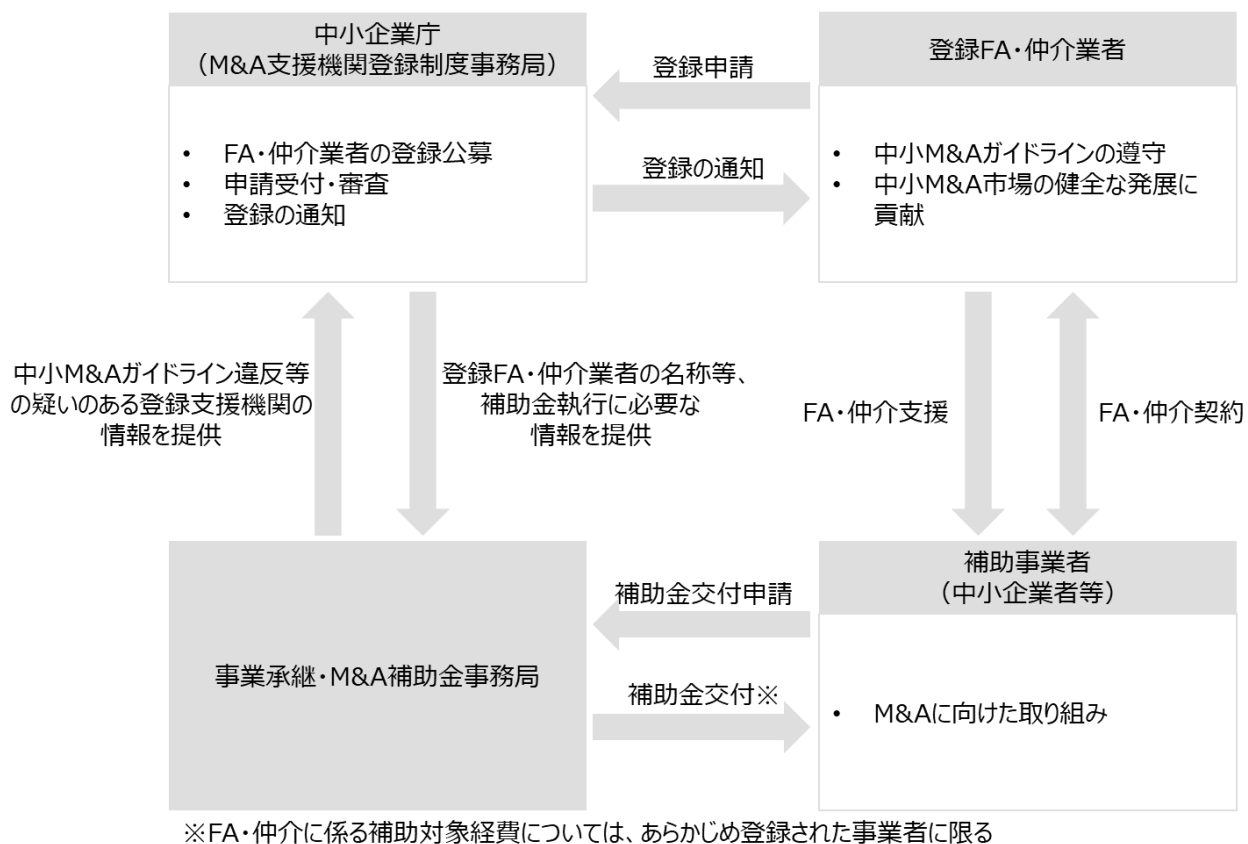 中小企業庁
（M&A支援機関登録制度事務局）
• FA・仲介業者の登録公募
• 申請受付・審査
• 登録の通知
登録申請
登録の通知
登録FA・仲介業者
• 中小M&Aガイドラインの遵守
• 中小M&A市場の健全な発展に
貢献
中小M&Aガイドライン違反等
の疑いのある登録支援機関の
情報を提供
登録FA・仲介業者の名称等、
補助金執行に必要な
情報を提供
FA・仲介支援
FA・仲介契約
事業承継・M&A補助金事務局
補助金交付申請
補助金交付※
補助事業者
（中小企業者等）
• M&Aに向けた取り組み
※FA・仲介に係る補助対象経費については、あらかじめ登録された事業者に限る